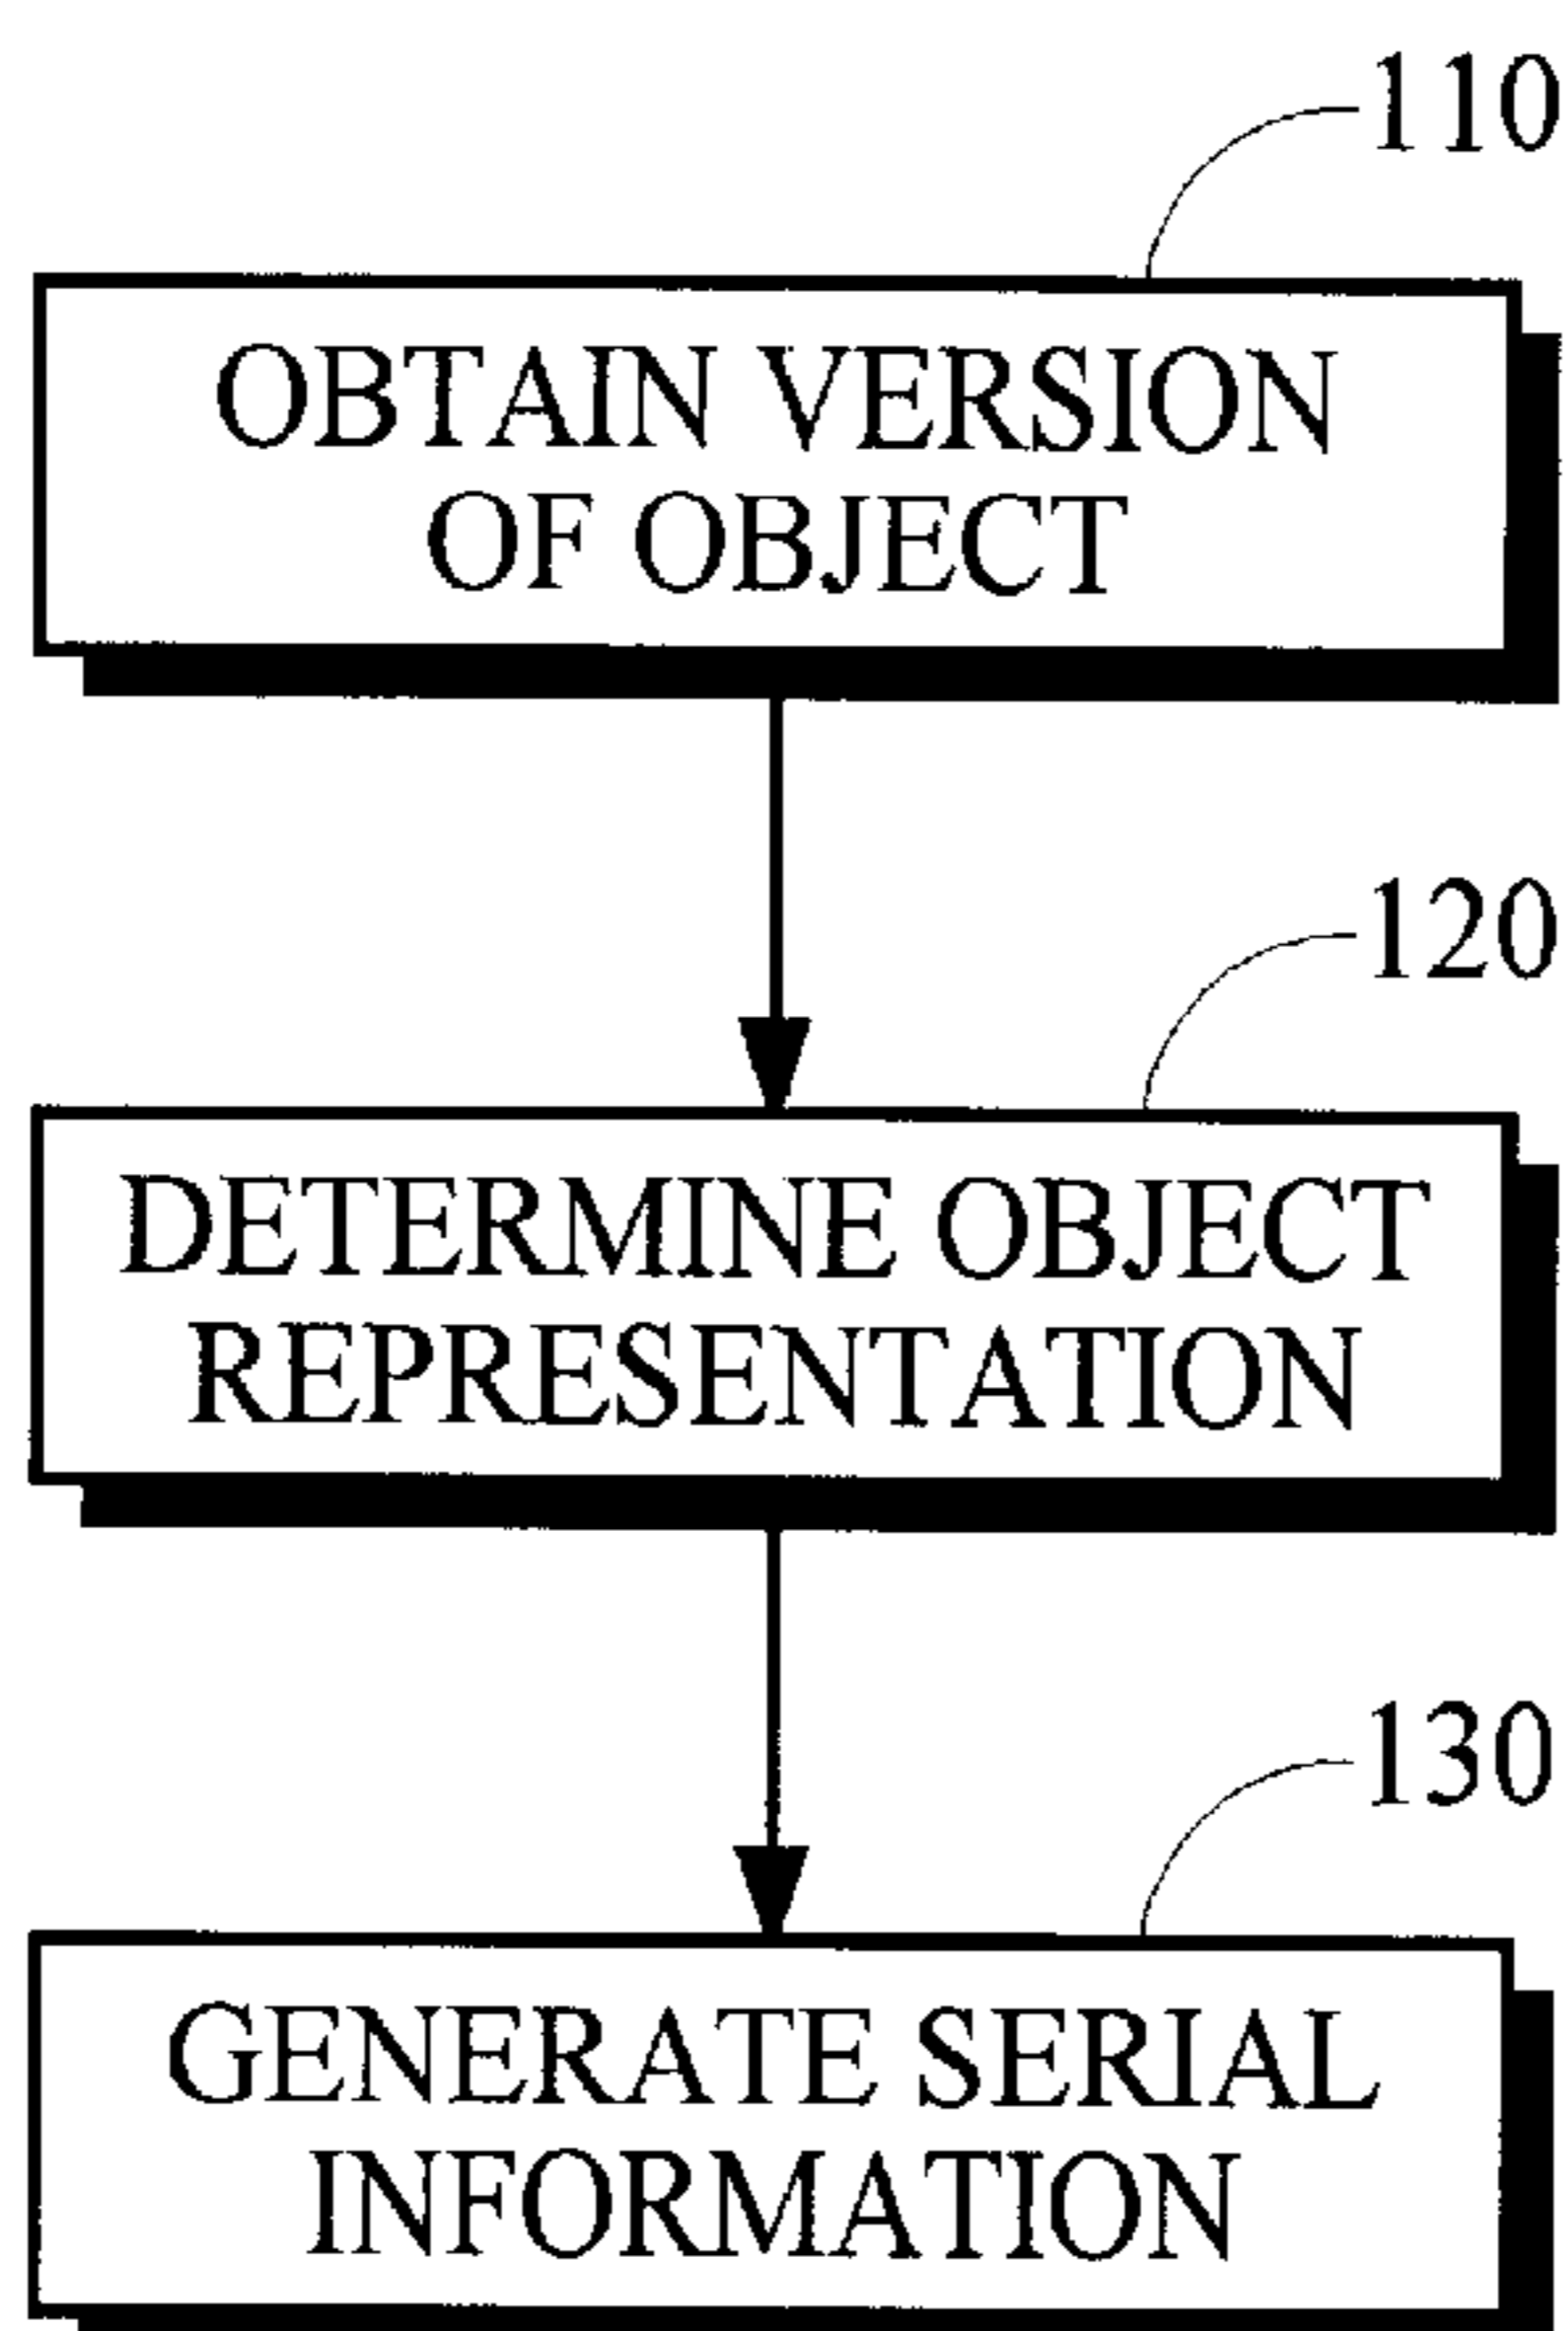 110
OBTAIN VERSION
OF OBJECT
120
DETERMINE OBJECT
REPRESENTATION
130
GENERATE SERIAL
INFORMATION